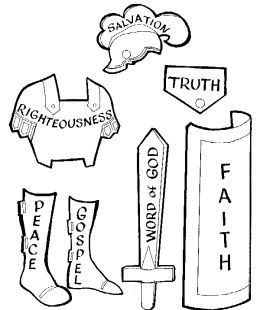 SALVATION
TRUTH
RIGHTEOUSNESS
PEACE
GOSPEL
WORD OF GOD
FAITH